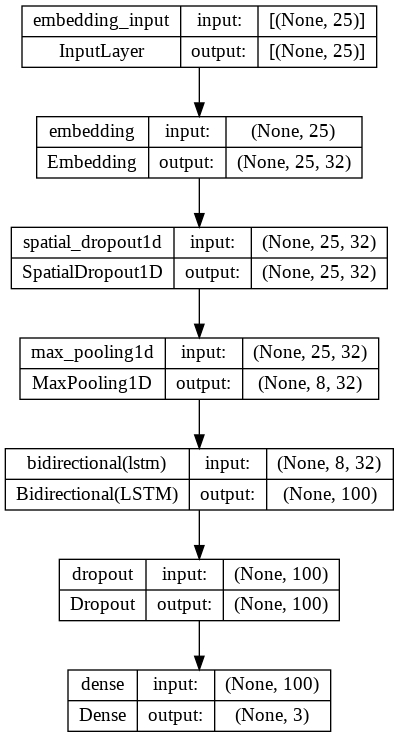 embedding_input input: [(None, 25)]
InputLayer output: [(None, 25)]
embedding input: (None, 25)
Embedding output: (None, 25, 32)
spatial_dropout1d input: (None, 25, 32)
SpatialDropout1D output: (None, 25, 32)
max_pooling1d input: (None, 25, 32)
MaxPooling1D output: (None, 8, 32)
bidirectional(lstm) input: (None, 8, 32)
Bidirectional(LSTM) output: (None, 100)
dropout input: (None, 100)
Dropout output: (None, 100)
dense input: (None, 100)
Dense output: (None, 3)